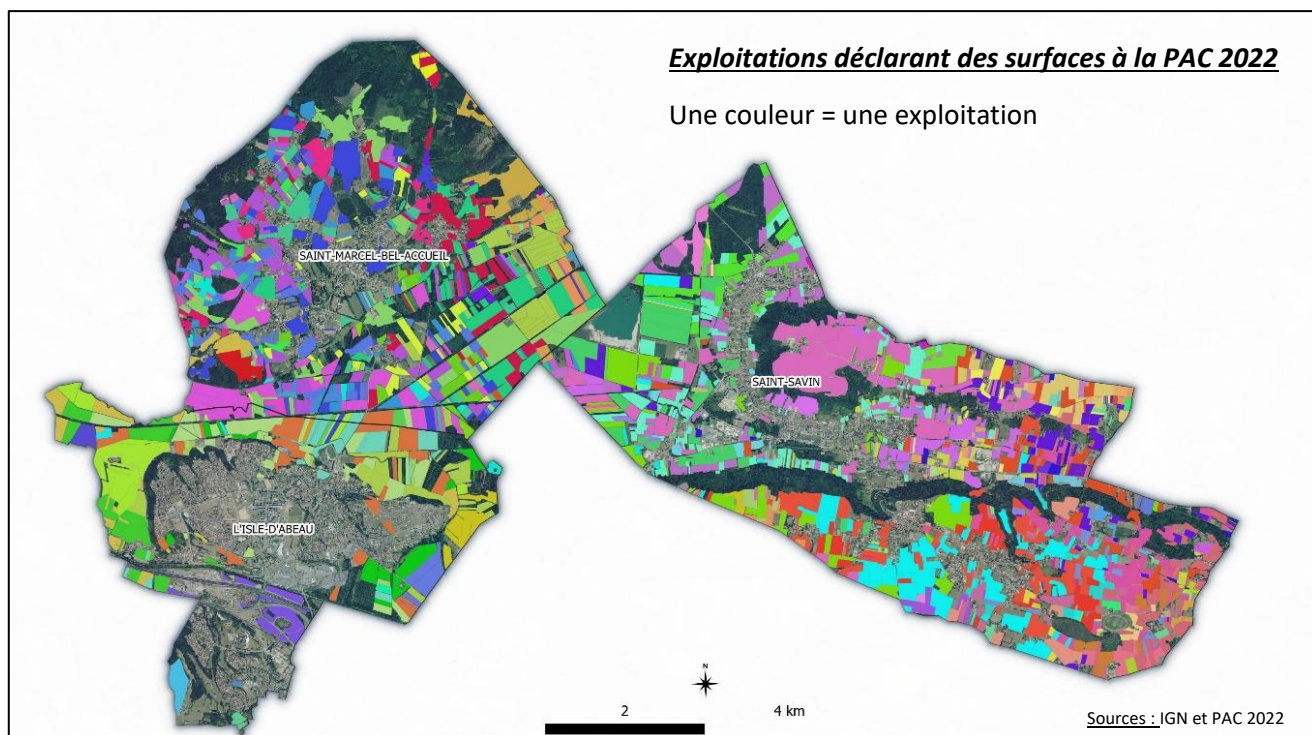 Exploitations déclarant des surfaces à la PAC 2022
Une couleur = une exploitation
SAINT-MARCEL-BEL-ACCUEIL
SAINT-SAVIN
L'ISLE-D'ABEAU
N
2 4 km
Sources : IGN et PAC 2022